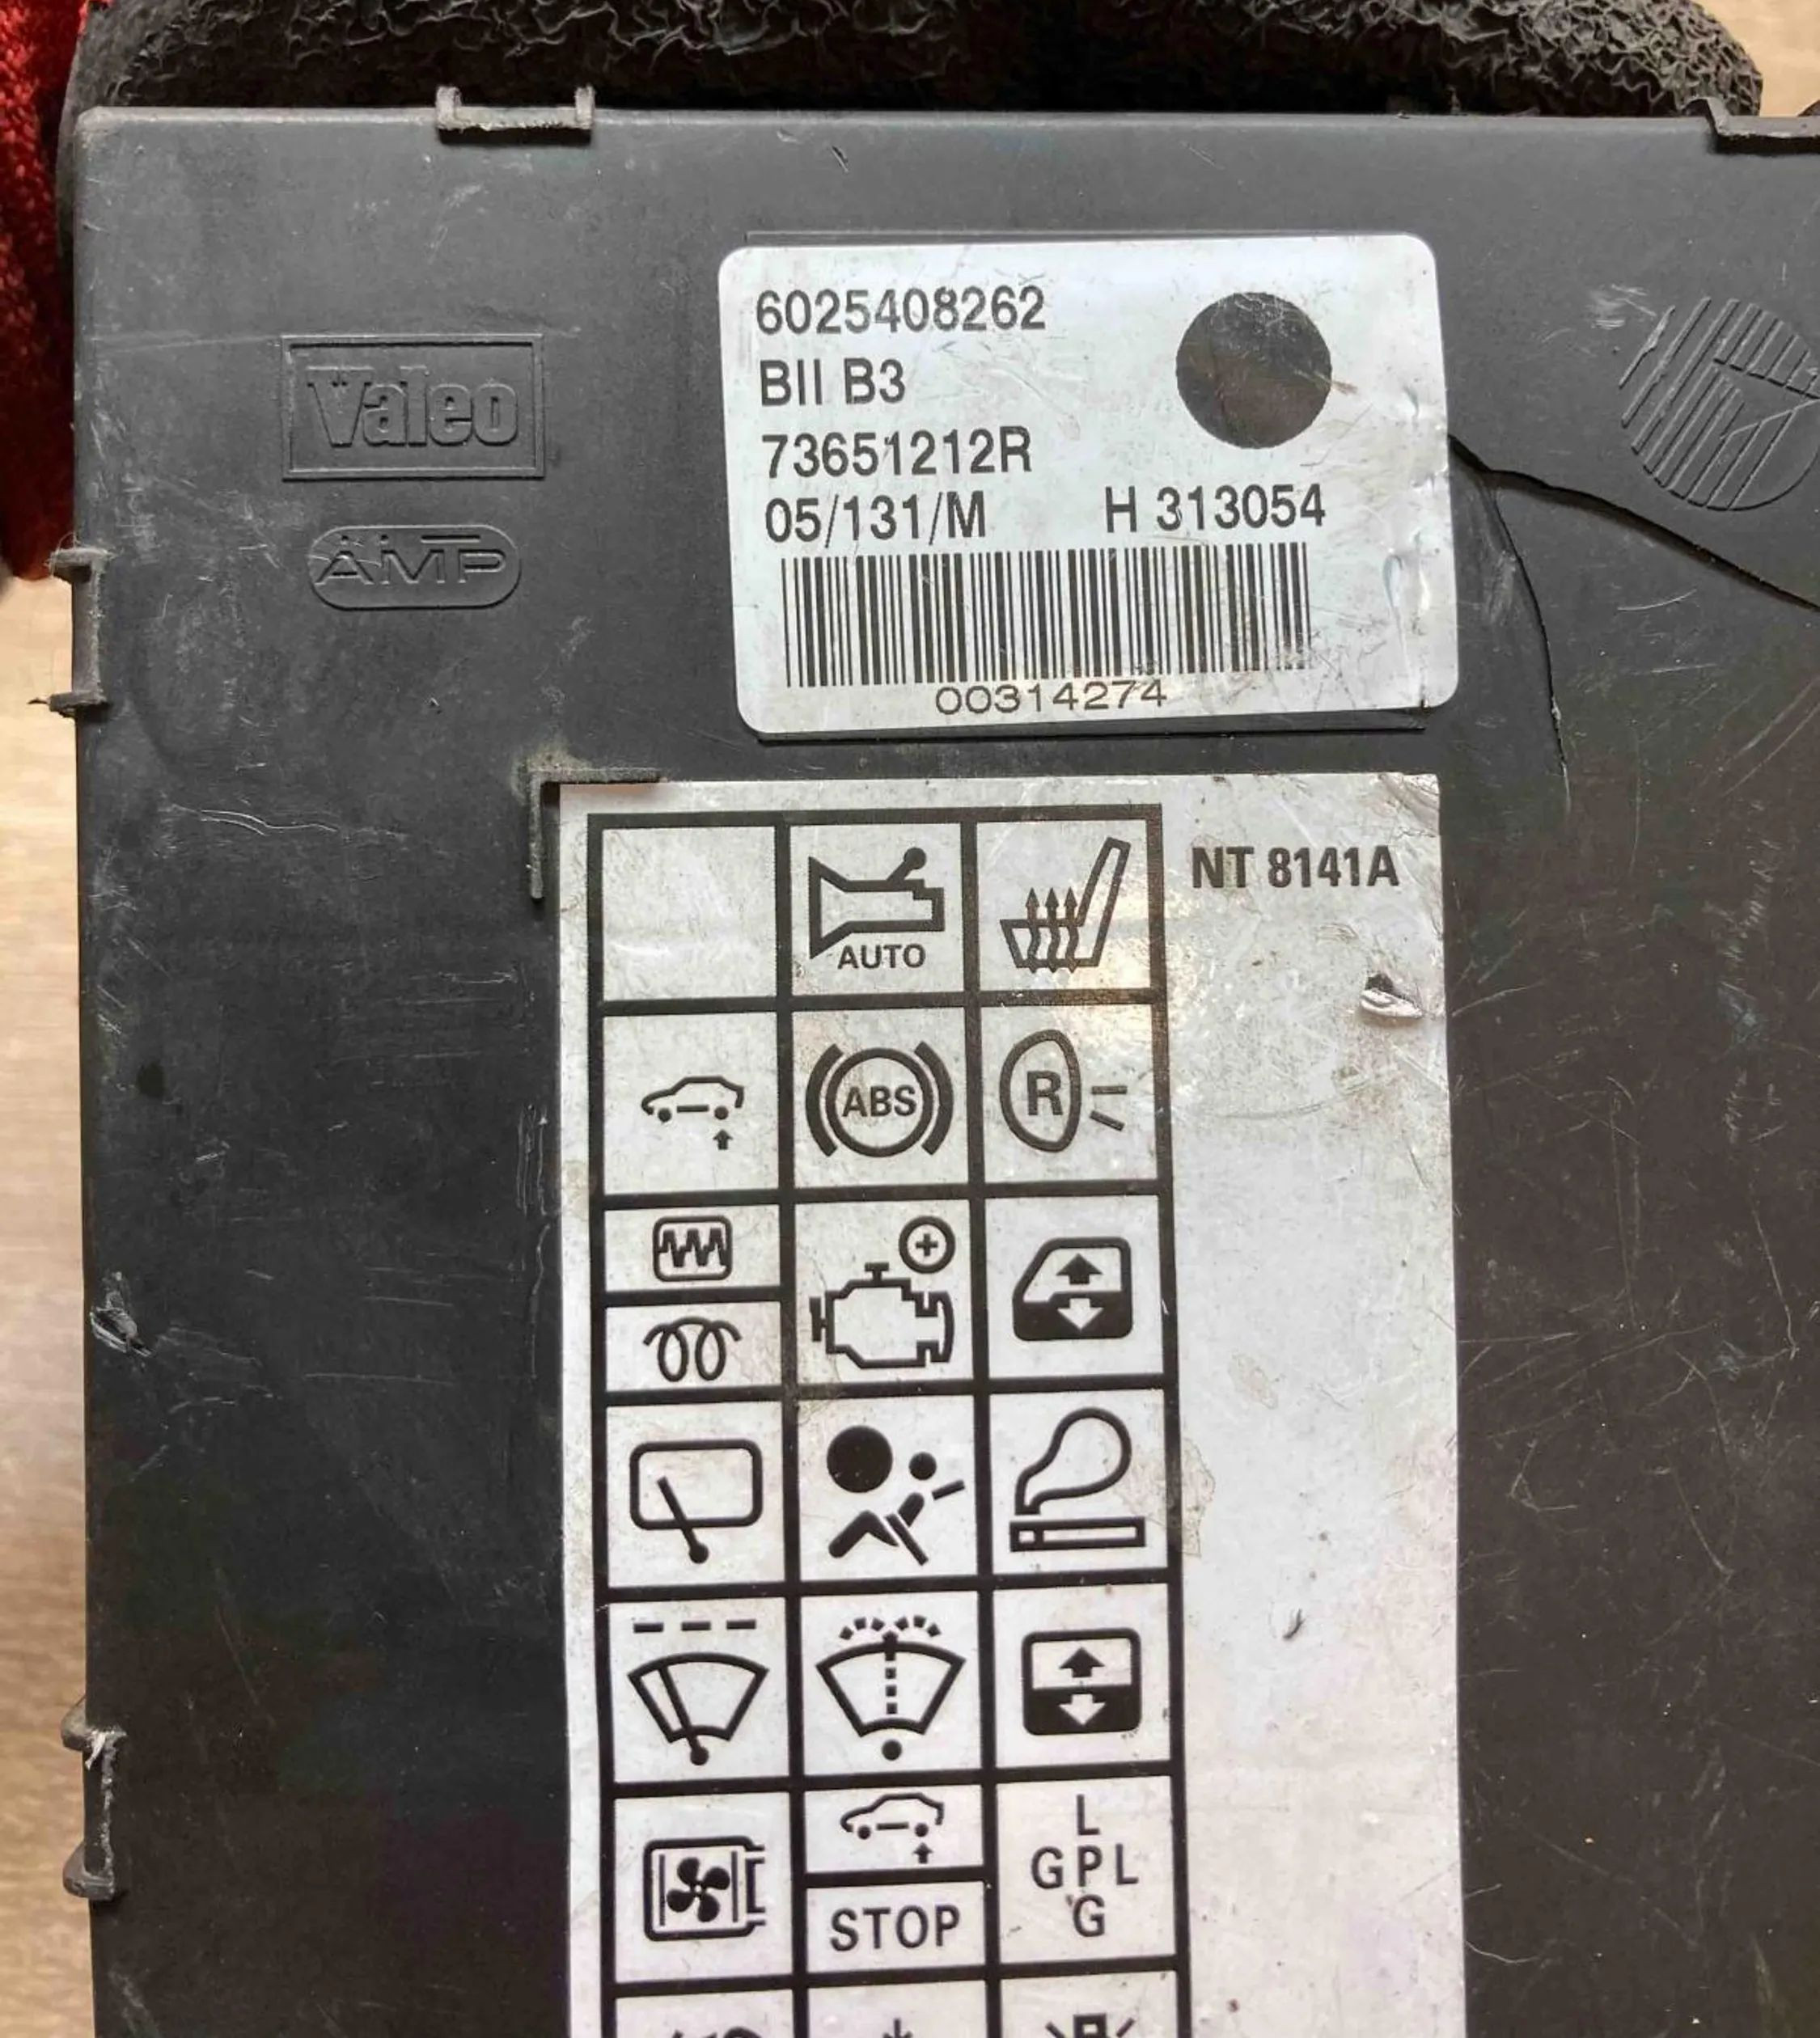 Valeo
AMP
6025408262
BII B3
73651212R
05/131/M H 313054
00314274
NT 8141A
AUTO
ABS
R
STOP
L
GPL
G